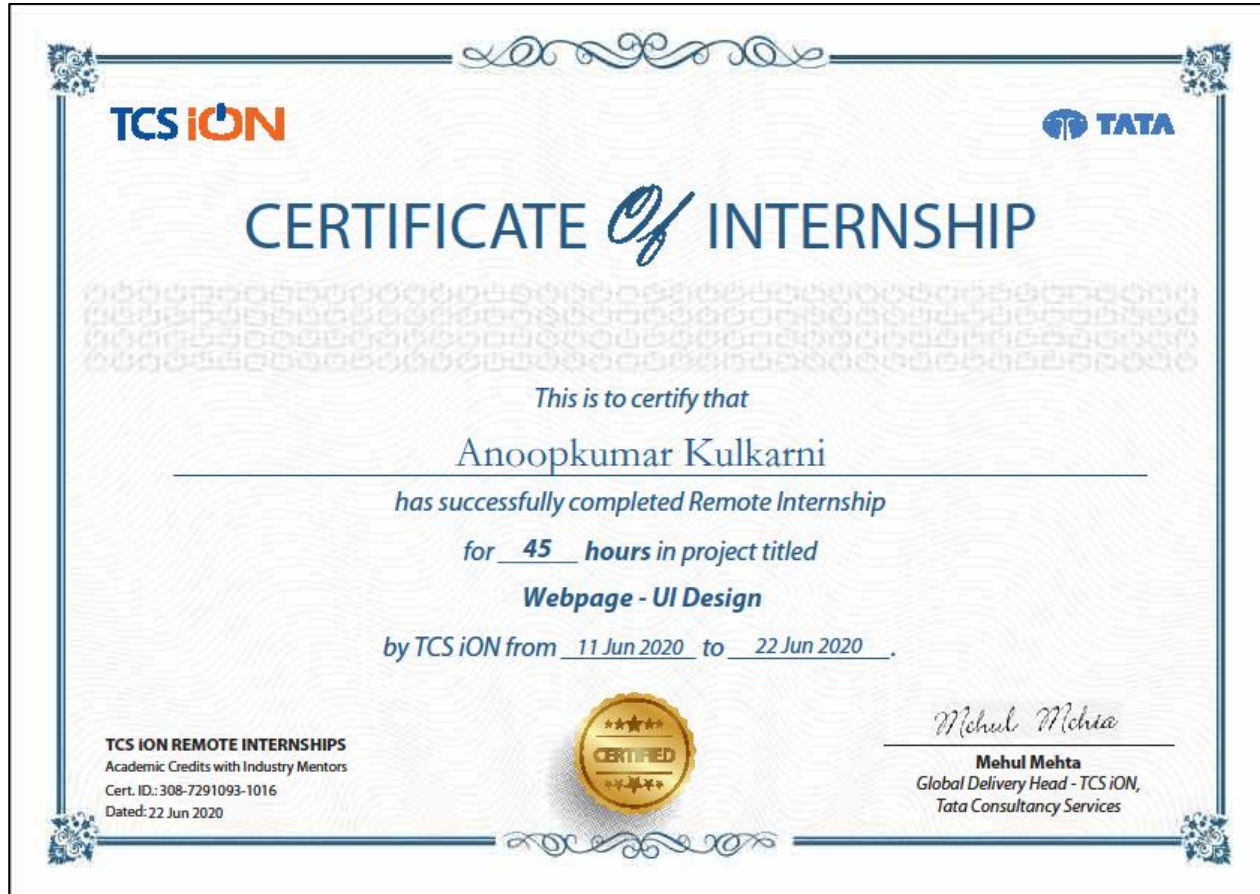 TCS iON
TATA
CERTIFICATE Of INTERNSHIP
This is to certify that
Anoopkumar Kulkarni
has successfully completed Remote Internship
for 45 hours in project titled
Webpage - UI Design
by TCS iON from 11 Jun 2020 to 22 Jun 2020.
TCS iON REMOTE INTERNSHIPS
Academic Credits with Industry Mentors
Cert. ID.: 308-7291093-1016
Dated: 22 Jun 2020
CERTIFIED
Mehul Mehta
Mehul Mehta
Global Delivery Head - TCS iON,
Tata Consultancy Services